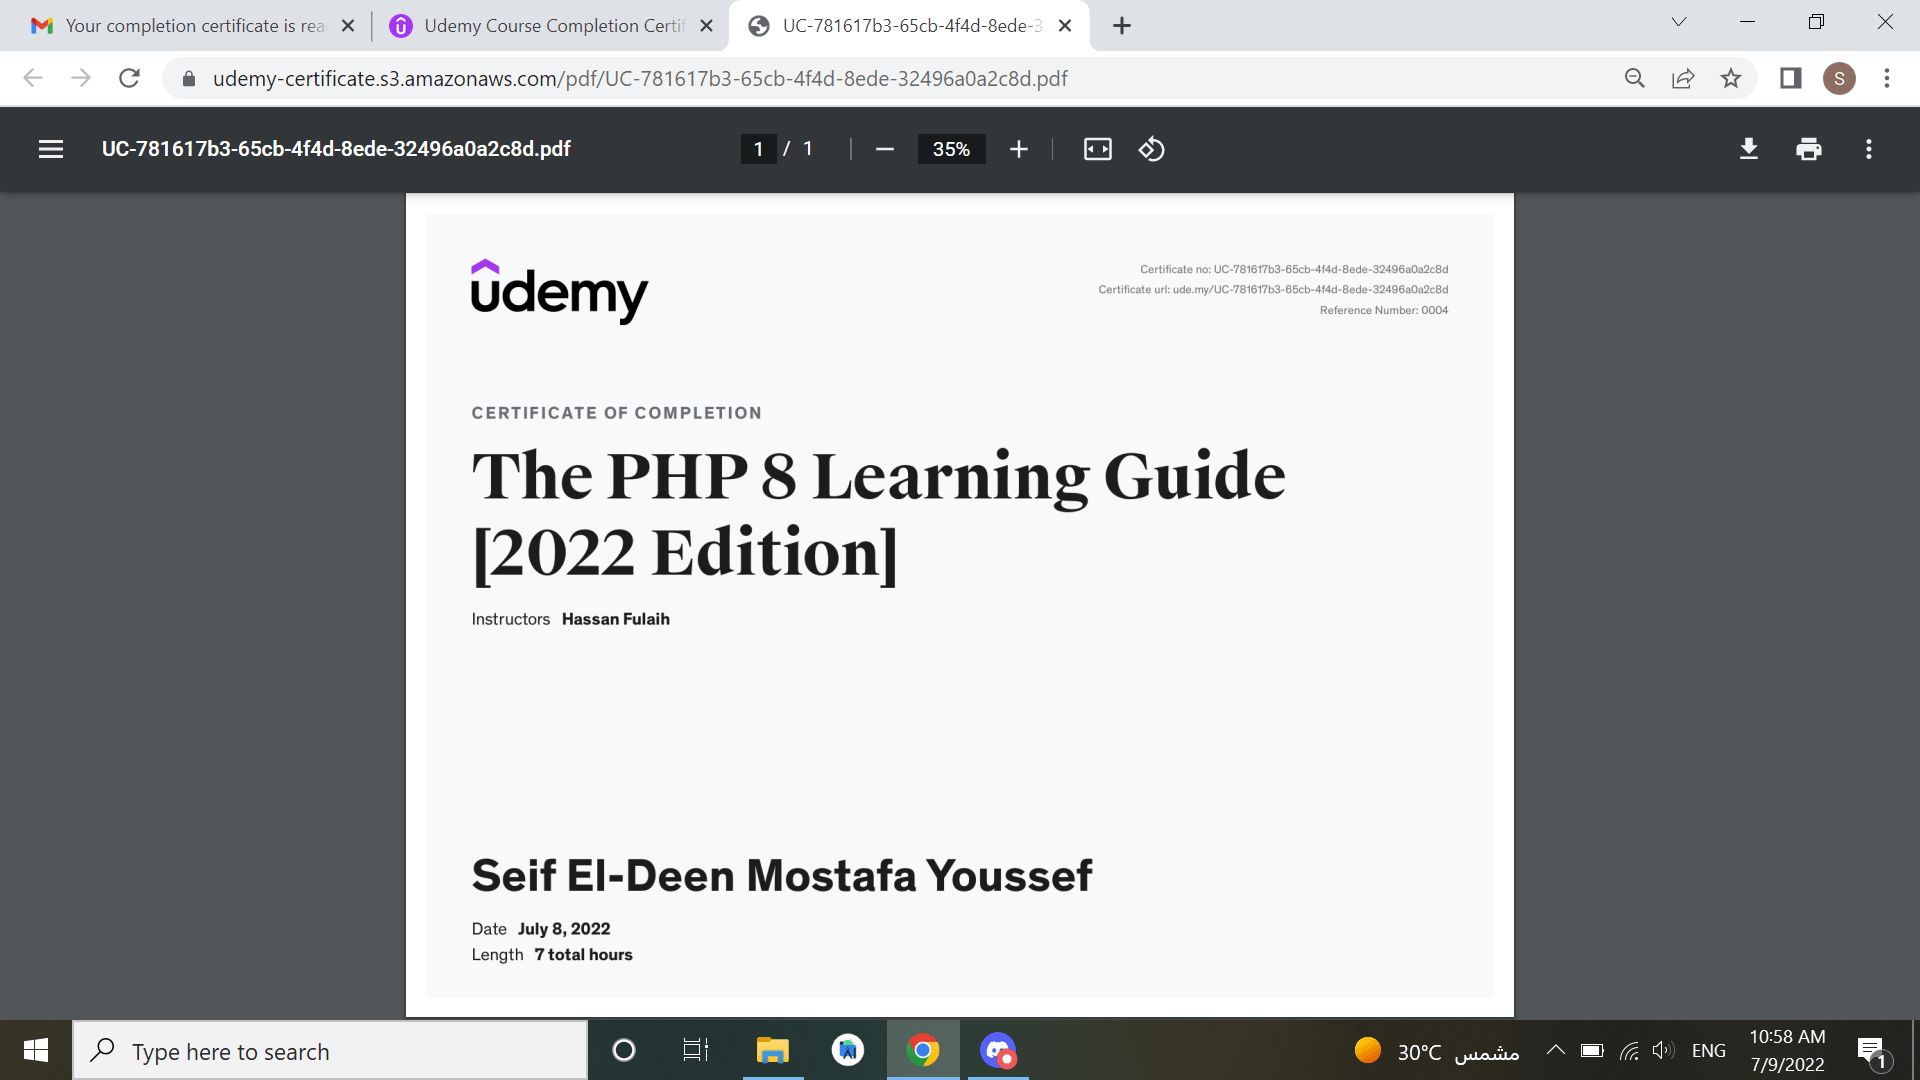 Your completion certificate is rea
Udemy Course Completion Certif
UC-781617b3-65cb-4f4d-8ede-3
udemy-certificate.s3.amazonaws.com/pdf/UC-781617b3-65cb-4f4d-8ede-32496a0a2c8d.pdf
S
UC-781617b3-65cb-4f4d-8ede-32496a0a2c8d.pdf
1 / 1
35%
udemy
Certificate no: UC-781617b3-65cb-4f4d-8ede-32496a0a2c8d
Certificate url: ude.my/UC-781617b3-65cb-4f4d-8ede-32496a0a2c8d
Reference Number: 0004
CERTIFICATE OF COMPLETION
The PHP 8 Learning Guide
[2022 Edition]
Instructors Hassan Fulaih
Seif El-Deen Mostafa Youssef
Date July 8, 2022
Length 7 total hours
Type here to search
30°C مشمس
ENG
10:58 AM
7/9/2022
1